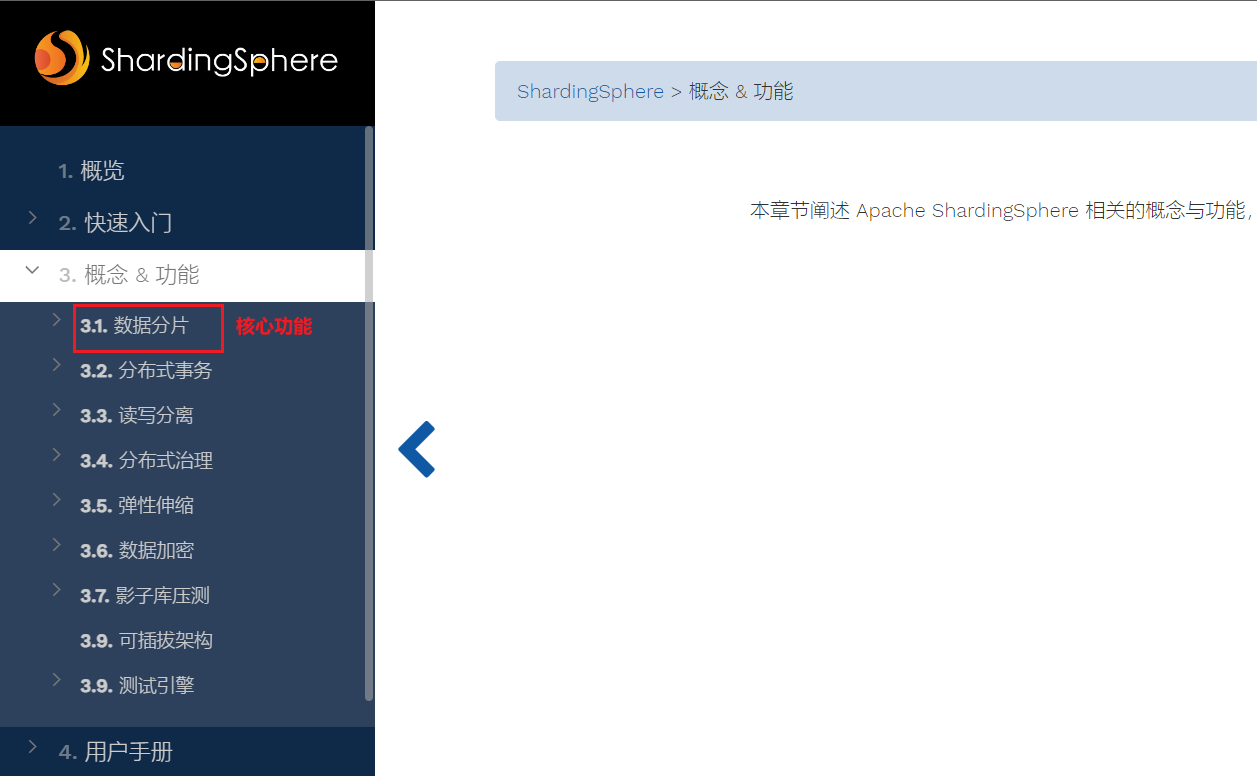 ShardingSphere
1. 概览
2. 快速入门
3. 概念 & 功能
3.1. 数据分片
核心功能
3.2. 分布式事务
3.3. 读写分离
3.4. 分布式治理
3.5. 弹性伸缩
3.6. 数据加密
3.7. 影子库压测
3.9. 可插拔架构
3.9. 测试引擎
4. 用户手册
ShardingSphere > 概念 & 功能
本章节阐述 Apache ShardingSphere 相关的概念与功能，